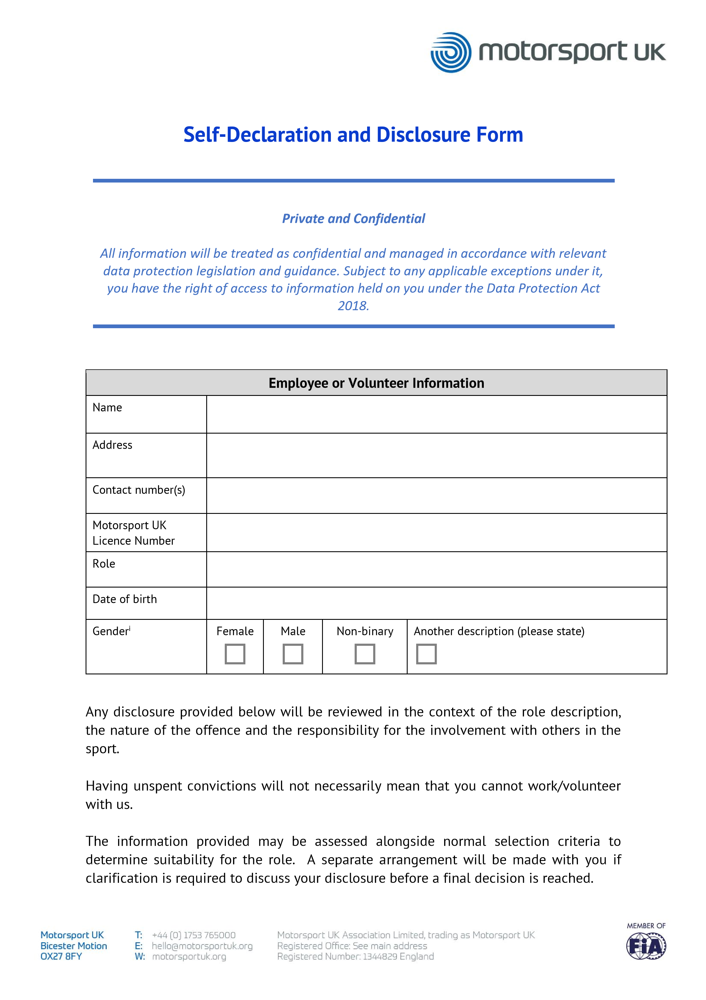 motorsport UK
Self-Declaration and Disclosure Form
Private and Confidential
All information will be treated as confidential and managed in accordance with relevant
data protection legislation and guidance. Subject to any applicable exceptions under it,
you have the right of access to information held on you under the Data Protection Act
2018.
Employee or Volunteer Information
Name
Address
Contact number(s)
Motorsport UK
Licence Number
Role
Date of birth
Genderⁱ Female Male Non-binary Another description (please state)
Any disclosure provided below will be reviewed in the context of the role description,
the nature of the offence and the responsibility for the involvement with others in the
sport.
Having unspent convictions will not necessarily mean that you cannot work/volunteer
with us.
The information provided may be assessed alongside normal selection criteria to
determine suitability for the role. A separate arrangement will be made with you if
clarification is required to discuss your disclosure before a final decision is reached.
Motorsport UK T: +44 (0) 1753 765000 Motorsport UK Association Limited, trading as Motorsport UK
Bicester Motion E: hello@motorsportuk.org Registered Office: See main address
OX27 8FY W: motorsportuk.org Registered Number: 1344829 England
MEMBER OF
FiA